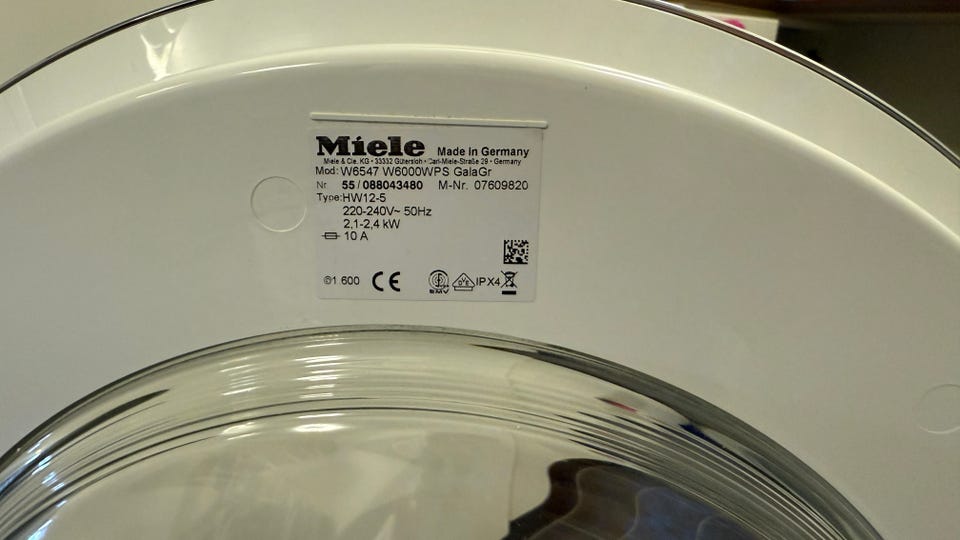 Miele Made in Germany
Miele & Cie. KG · 33332 Gütersloh · Carl-Miele-Straße 29 · Germany
Mod: W6547 W6000WPS GalaGr
Nr 55 / 088043480 M-Nr. 07609820
Type: HW12-5
220-240V~ 50Hz
2,1-2,4 kW
10 A
1 600 CE SMV DVE IPX4